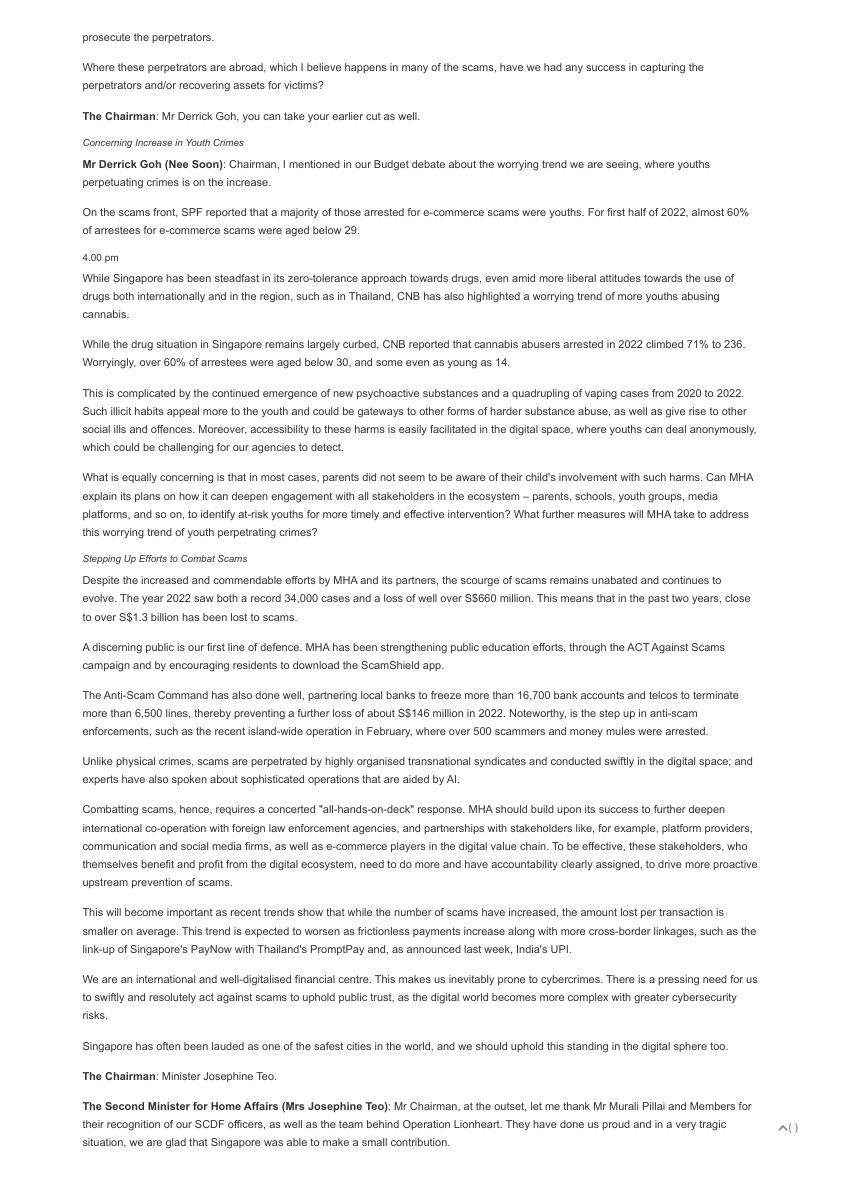 prosecute the perpetrators.
Where these perpetrators are abroad, which I believe happens in many of the scams, have we had any success in capturing the
perpetrators and/or recovering assets for victims?
The Chairman: Mr Derrick Goh, you can take your earlier cut as well.
Concerning Increase in Youth Crimes
Mr Derrick Goh (Nee Soon): Chairman, I mentioned in our Budget debate about the worrying trend we are seeing, where youths
perpetuating crimes is on the increase.
On the scams front, SPF reported that a majority of those arrested for e-commerce scams were youths. For first half of 2022, almost 60%
of arrestees for e-commerce scams were aged below 29.
4.00 pm
While Singapore has been steadfast in its zero-tolerance approach towards drugs, even amid more liberal attitudes towards the use of
drugs both internationally and in the region, such as in Thailand, CNB has also highlighted a worrying trend of more youths abusing
cannabis.
While the drug situation in Singapore remains largely curbed, CNB reported that cannabis abusers arrested in 2022 climbed 71% to 236.
Worryingly, over 60% of arrestees were aged below 30, and some even as young as 14.
This is complicated by the continued emergence of new psychoactive substances and a quadrupling of vaping cases from 2020 to 2022.
Such illicit habits appeal more to the youth and could be gateways to other forms of harder substance abuse, as well as give rise to other
social ills and offences. Moreover, accessibility to these harms is easily facilitated in the digital space, where youths can deal anonymously,
which could be challenging for our agencies to detect.
What is equally concerning is that in most cases, parents did not seem to be aware of their child's involvement with such harms. Can MHA
explain its plans on how it can deepen engagement with all stakeholders in the ecosystem – parents, schools, youth groups, media
platforms, and so on, to identify at-risk youths for more timely and effective intervention? What further measures will MHA take to address
this worrying trend of youth perpetrating crimes?
Stepping Up Efforts to Combat Scams
Despite the increased and commendable efforts by MHA and its partners, the scourge of scams remains unabated and continues to
evolve. The year 2022 saw both a record 34,000 cases and a loss of well over S$660 million. This means that in the past two years, close
to over S$1.3 billion has been lost to scams.
A discerning public is our first line of defence. MHA has been strengthening public education efforts, through the ACT Against Scams
campaign and by encouraging residents to download the ScamShield app.
The Anti-Scam Command has also done well, partnering local banks to freeze more than 16,700 bank accounts and telcos to terminate
more than 6,500 lines, thereby preventing a further loss of about S$146 million in 2022. Noteworthy, is the step up in anti-scam
enforcements, such as the recent island-wide operation in February, where over 500 scammers and money mules were arrested.
Unlike physical crimes, scams are perpetrated by highly organised transnational syndicates and conducted swiftly in the digital space; and
experts have also spoken about sophisticated operations that are aided by AI.
Combatting scams, hence, requires a concerted "all-hands-on-deck" response. MHA should build upon its success to further deepen
international co-operation with foreign law enforcement agencies, and partnerships with stakeholders like, for example, platform providers,
communication and social media firms, as well as e-commerce players in the digital value chain. To be effective, these stakeholders, who
themselves benefit and profit from the digital ecosystem, need to do more and have accountability clearly assigned, to drive more proactive
upstream prevention of scams.
This will become important as recent trends show that while the number of scams have increased, the amount lost per transaction is
smaller on average. This trend is expected to worsen as frictionless payments increase along with more cross-border linkages, such as the
link-up of Singapore's PayNow with Thailand's PromptPay and, as announced last week, India's UPI.
We are an international and well-digitalised financial centre. This makes us inevitably prone to cybercrimes. There is a pressing need for us
to swiftly and resolutely act against scams to uphold public trust, as the digital world becomes more complex with greater cybersecurity
risks.
Singapore has often been lauded as one of the safest cities in the world, and we should uphold this standing in the digital sphere too.
The Chairman: Minister Josephine Teo.
The Second Minister for Home Affairs (Mrs Josephine Teo): Mr Chairman, at the outset, let me thank Mr Murali Pillai and Members for
their recognition of our SCDF officers, as well as the team behind Operation Lionheart. They have done us proud and in a very tragic
situation, we are glad that Singapore was able to make a small contribution.
( )